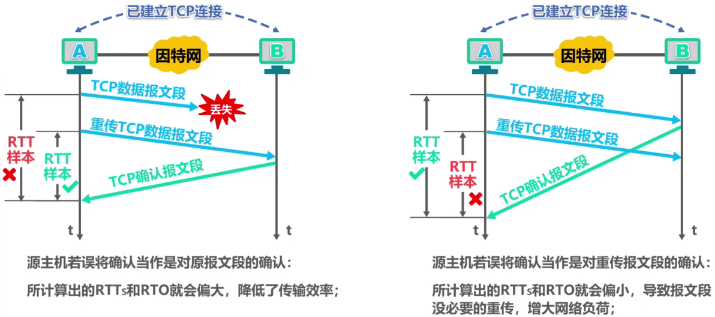 已建立TCP连接
A
因特网
B
TCP数据报文段
丢失
重传TCP数据报文段
RTT
样本
RTT
样本
TCP确认报文段
t
t
源主机若误将确认当作是对原报文段的确认：
所计算出的RTTs和RTO就会偏大，降低了传输效率；
已建立TCP连接
A
因特网
B
TCP数据报文段
重传TCP数据报文段
RTT
样本
RTT
样本
TCP确认报文段
t
t
源主机若误将确认当作是对重传报文段的确认：
所计算出的RTTs和RTO就会偏小，导致报文段
没必要的重传，增大网络负荷；